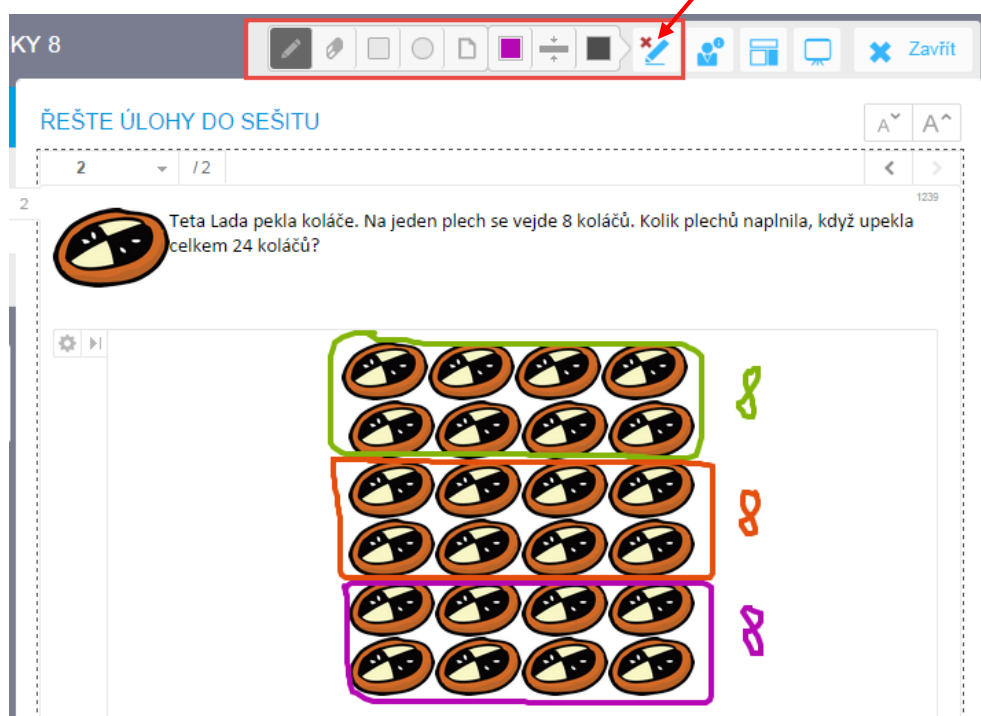 KY 8
Zavřít
ŘEŠTE ÚLOHY DO SEŠITU
A A
2 / 2
2
1239
Teta Lada pekla koláče. Na jeden plech se vejde 8 koláčů. Kolik plechů naplnila, když upekla
celkem 24 koláčů?
8
8
8